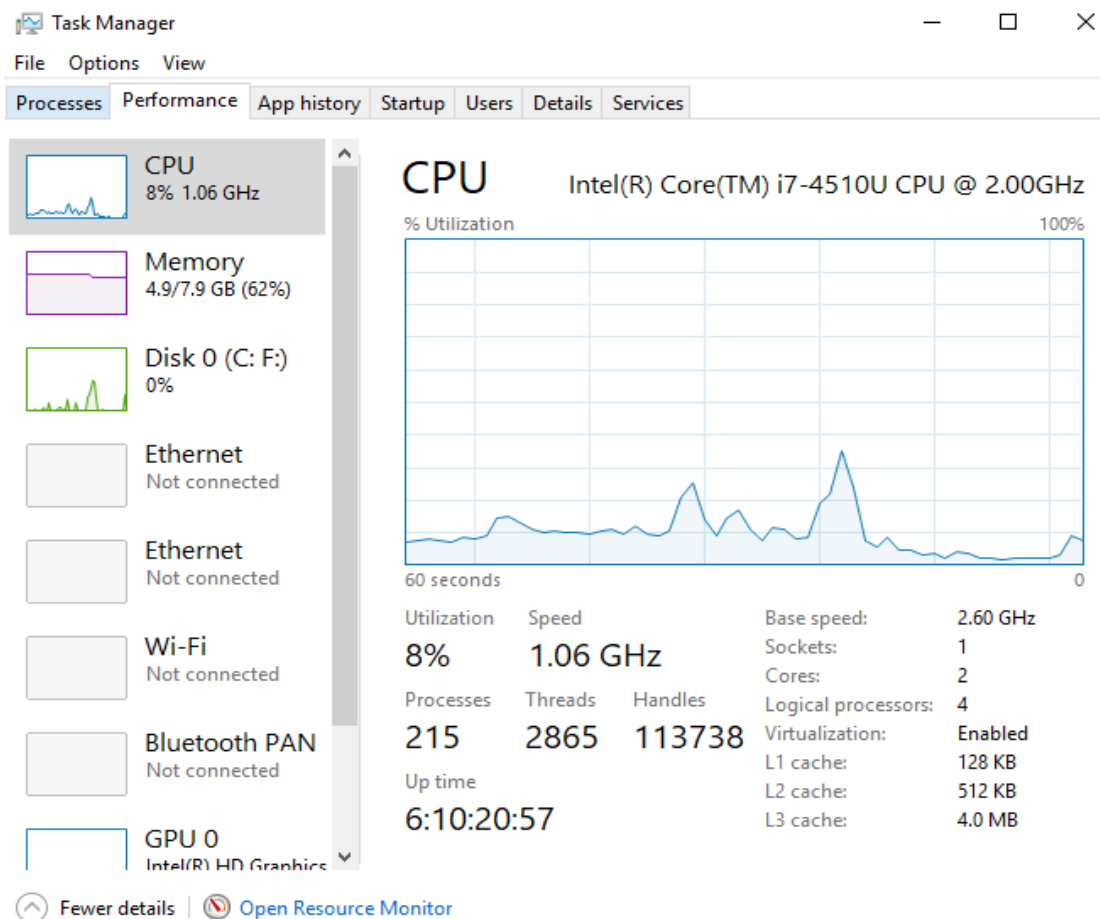 Task Manager
File Options View
Processes Performance App history Startup Users Details Services
CPU
8% 1.06 GHz
Memory
4.9/7.9 GB (62%)
Disk 0 (C: F:)
0%
Ethernet
Not connected
Ethernet
Not connected
Wi-Fi
Not connected
Bluetooth PAN
Not connected
GPU 0
Intel(R) HD Graphics
CPU Intel(R) Core(TM) i7-4510U CPU @ 2.00GHz
% Utilization 100%
60 seconds 0
Utilization Speed
8% 1.06 GHz
Processes Threads Handles
215 2865 113738
Up time
6:10:20:57
Base speed: 2.60 GHz
Sockets: 1
Cores: 2
Logical processors: 4
Virtualization: Enabled
L1 cache: 128 KB
L2 cache: 512 KB
L3 cache: 4.0 MB
Fewer details Open Resource Monitor